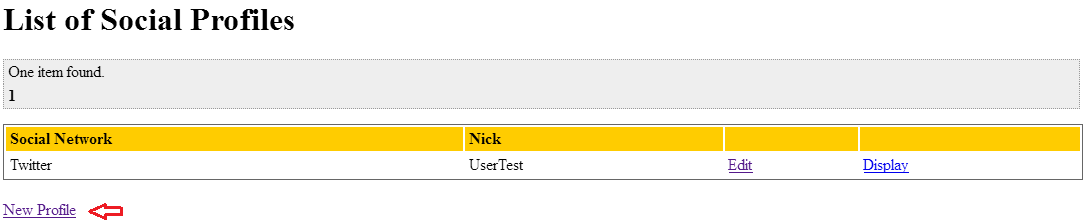 List of Social Profiles
One item found.
1
Social Network Nick
Twitter UserTest Edit Display
New Profile